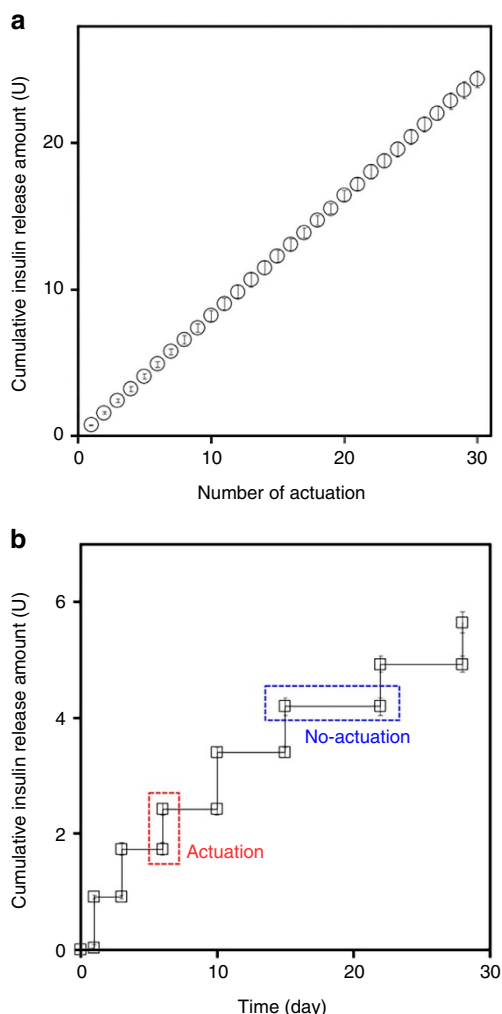 a
Cumulative insulin release amount (U)
20
10
0
0 10 20 30
Number of actuation
b
Cumulative insulin release amount (U)
6
4
2
0
No-actuation
Actuation
0 10 20 30
Time (day)